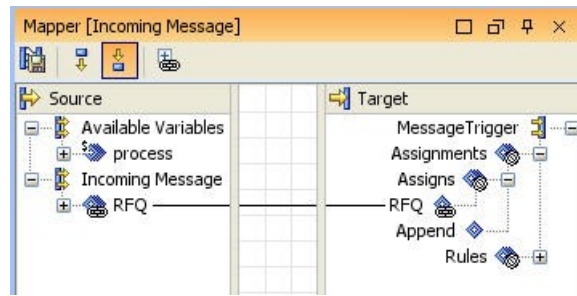 Mapper [Incoming Message]
Source
Target
Available Variables
MessageTrigger
$ process
Assignments
Incoming Message
Assigns
RFQ
RFQ
Append
Rules